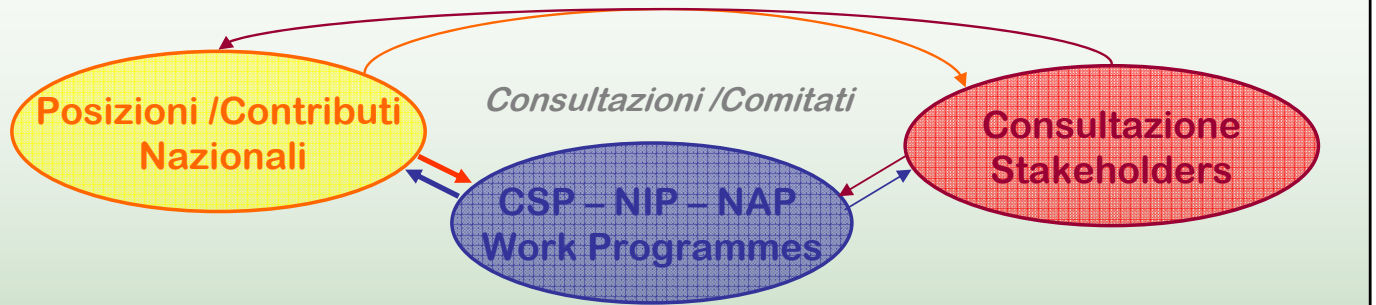 Posizioni /Contributi
Nazionali
Consultazioni /Comitati
Consultazione
Stakeholders
CSP – NIP – NAP
Work Programmes